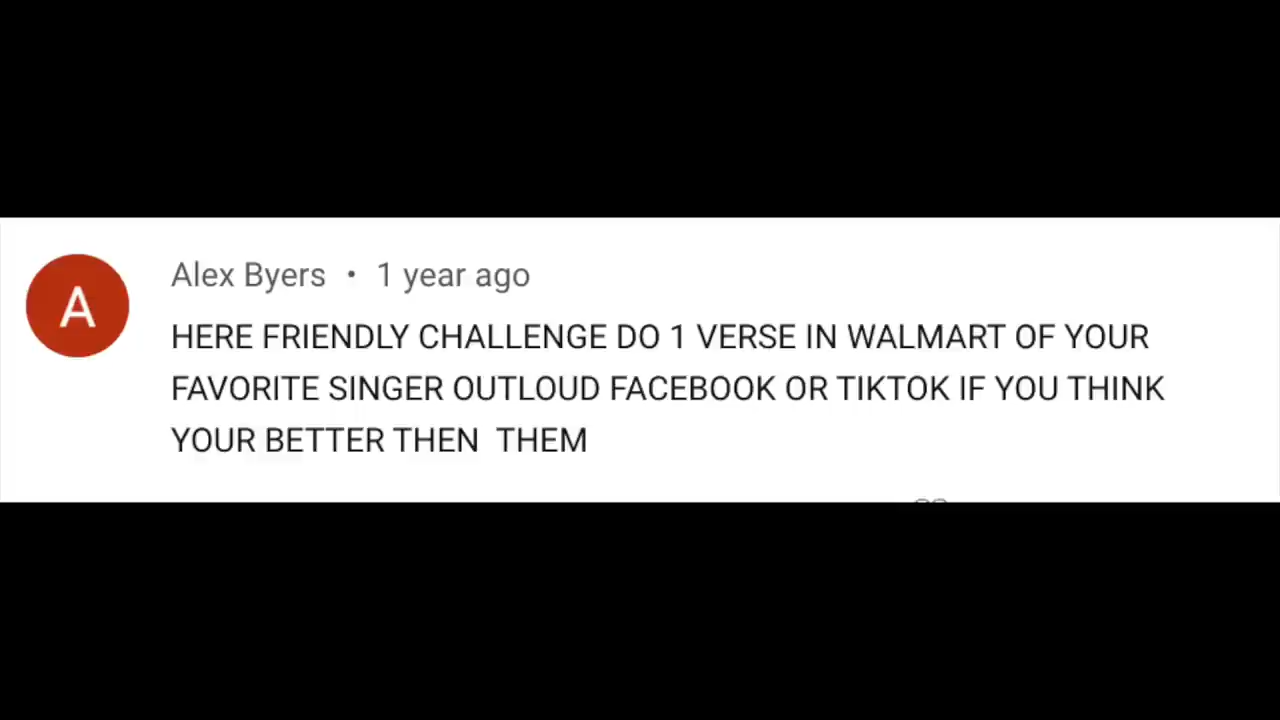 A
Alex Byers • 1 year ago
HERE FRIENDLY CHALLENGE DO 1 VERSE IN WALMART OF YOUR
FAVORITE SINGER OUTLOUD FACEBOOK OR TIKTOK IF YOU THINK
YOUR BETTER THEN  THEM